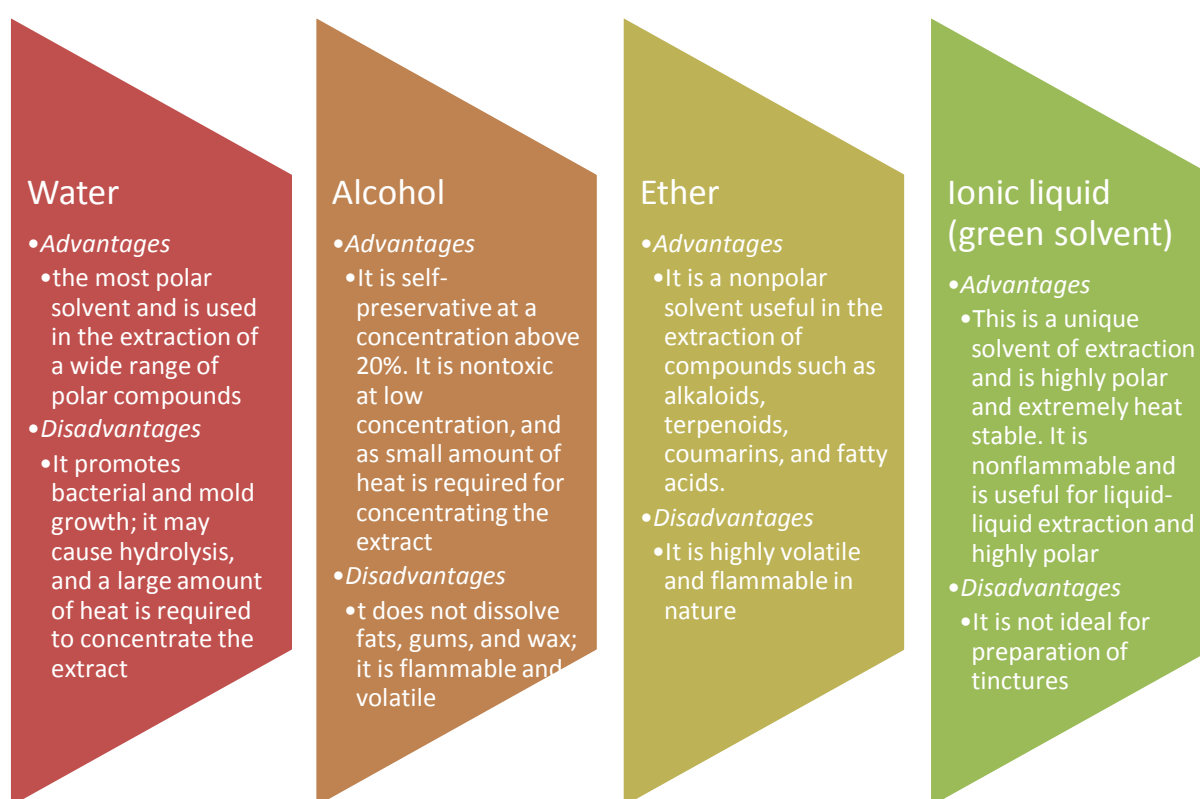 Water
•Advantages
•the most polar
solvent and is used
in the extraction of
a wide range of
polar compounds
•Disadvantages
•It promotes
bacterial and mold
growth; it may
cause hydrolysis,
and a large amount
of heat is required
to concentrate the
extract
Alcohol
•Advantages
•It is self-
preservative at a
concentration above
20%. It is nontoxic
at low
concentration, and
as small amount of
heat is required for
concentrating the
extract
•Disadvantages
•t does not dissolve
fats, gums, and wax;
it is flammable and
volatile
Ether
•Advantages
•It is a nonpolar
solvent useful in the
extraction of
compounds such as
alkaloids,
terpenoids,
coumarins, and fatty
acids.
•Disadvantages
•It is highly volatile
and flammable in
nature
Ionic liquid
(green solvent)
•Advantages
•This is a unique
solvent of extraction
and is highly polar
and extremely heat
stable. It is
nonflammable and
is useful for liquid-
liquid extraction and
highly polar
•Disadvantages
•It is not ideal for
preparation of
tinctures